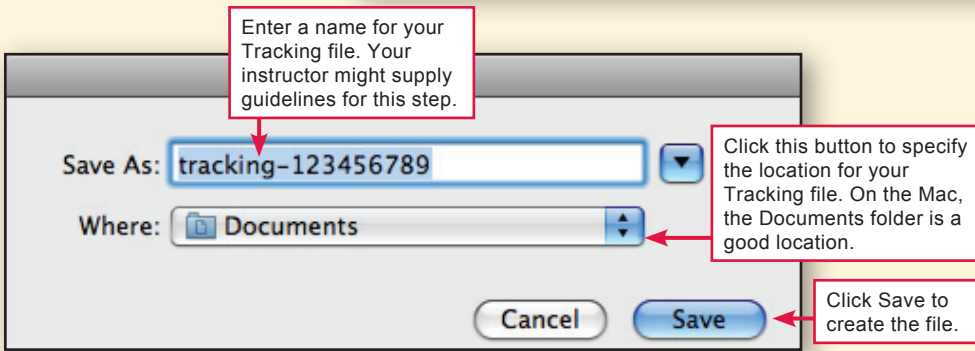 Enter a name for your
Tracking file. Your
instructor might supply
guidelines for this step.
Save As: tracking-123456789
Click this button to specify
the location for your
Tracking file. On the Mac,
the Documents folder is a
good location.
Where: Documents
Cancel Save
Click Save to
create the file.